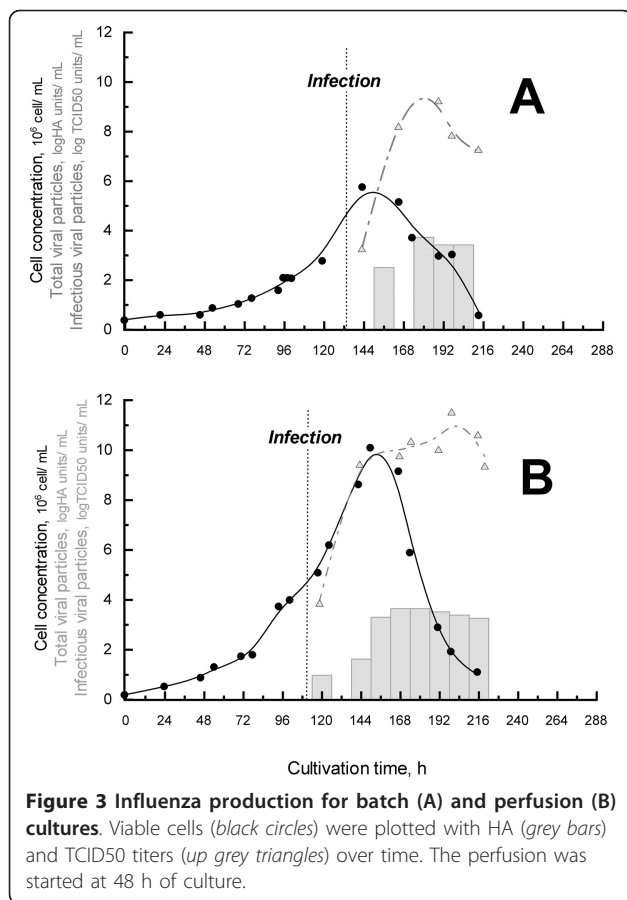 Cell concentration, 10⁶ cell/ mL
Total viral particles, logHA units/ mL
Infectious viral particles, log TCID50 units/ mL
12
10
8
6
4
2
0
Infection
A
0 24 48 72 96 120 144 168 192 216 240 264 288
Cell concentration, 10⁶ cell/ mL
Total viral particles, logHA units/ mL
Infectious viral particles, logTCID50 units/ mL
12
10
8
6
4
2
0
Infection
B
0 24 48 72 96 120 144 168 192 216 240 264 288
Cultivation time, h
Figure 3 Influenza production for batch (A) and perfusion (B)
cultures. Viable cells (black circles) were plotted with HA (grey bars)
and TCID50 titers (up grey triangles) over time. The perfusion was
started at 48 h of culture.